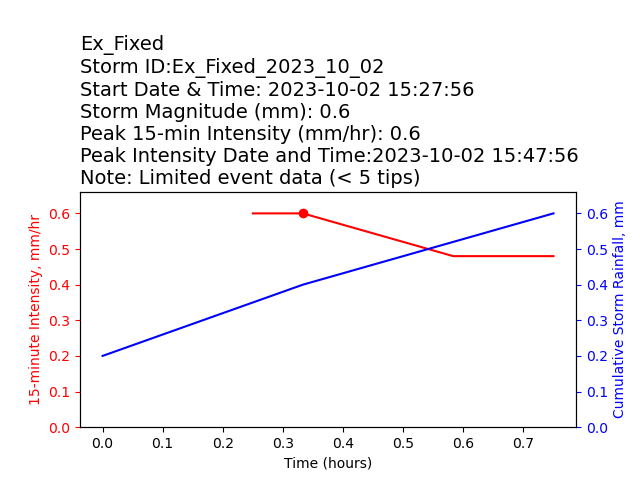 Ex_Fixed
Storm ID:Ex_Fixed_2023_10_02
Start Date & Time: 2023-10-02 15:27:56
Storm Magnitude (mm): 0.6
Peak 15-min Intensity (mm/hr): 0.6
Peak Intensity Date and Time:2023-10-02 15:47:56
Note: Limited event data (< 5 tips)
15-minute Intensity, mm/hr
0.6
0.5
0.4
0.3
0.2
0.1
0.0
0.6
0.5
0.4
0.3
0.2
0.1
0.0
Cumulative Storm Rainfall, mm
0.0 0.1 0.2 0.3 0.4 0.5 0.6 0.7
Time (hours)